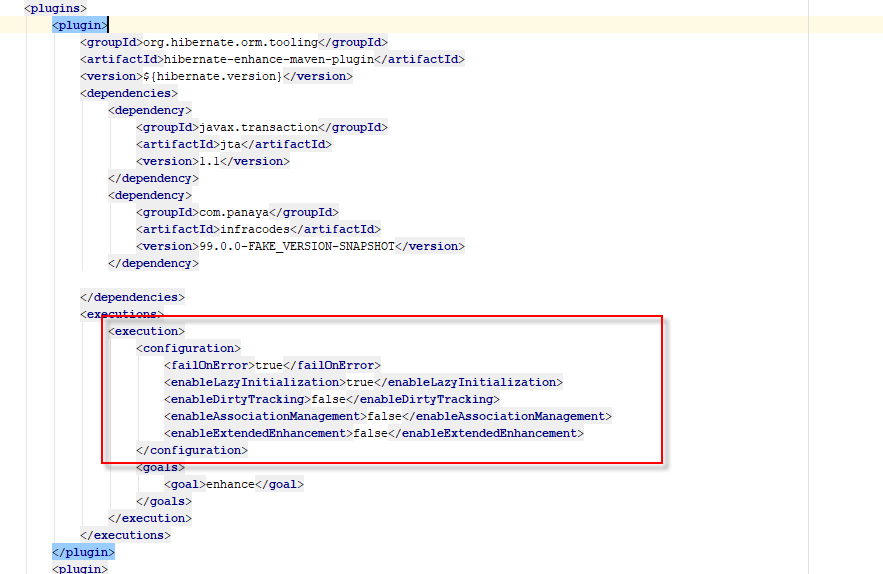 <plugins>
<plugin>
<groupId>org.hibernate.orm.tooling</groupId>
<artifactId>hibernate-enhance-maven-plugin</artifactId>
<version>${hibernate.version}</version>
<dependencies>
<dependency>
<groupId>javax.transaction</groupId>
<artifactId>jta</artifactId>
<version>1.1</version>
</dependency>
<dependency>
<groupId>com.panaya</groupId>
<artifactId>infracodes</artifactId>
<version>99.0.0-FAKE_VERSION-SNAPSHOT</version>
</dependency>
</dependencies>
<executions>
<execution>
<configuration>
<failOnError>true</failOnError>
<enableLazyInitialization>true</enableLazyInitialization>
<enableDirtyTracking>false</enableDirtyTracking>
<enableAssociationManagement>false</enableAssociationManagement>
<enableExtendedEnhancement>false</enableExtendedEnhancement>
</configuration>
<goals>
<goal>enhance</goal>
</goals>
</execution>
</executions>
</plugin>
<plugin>